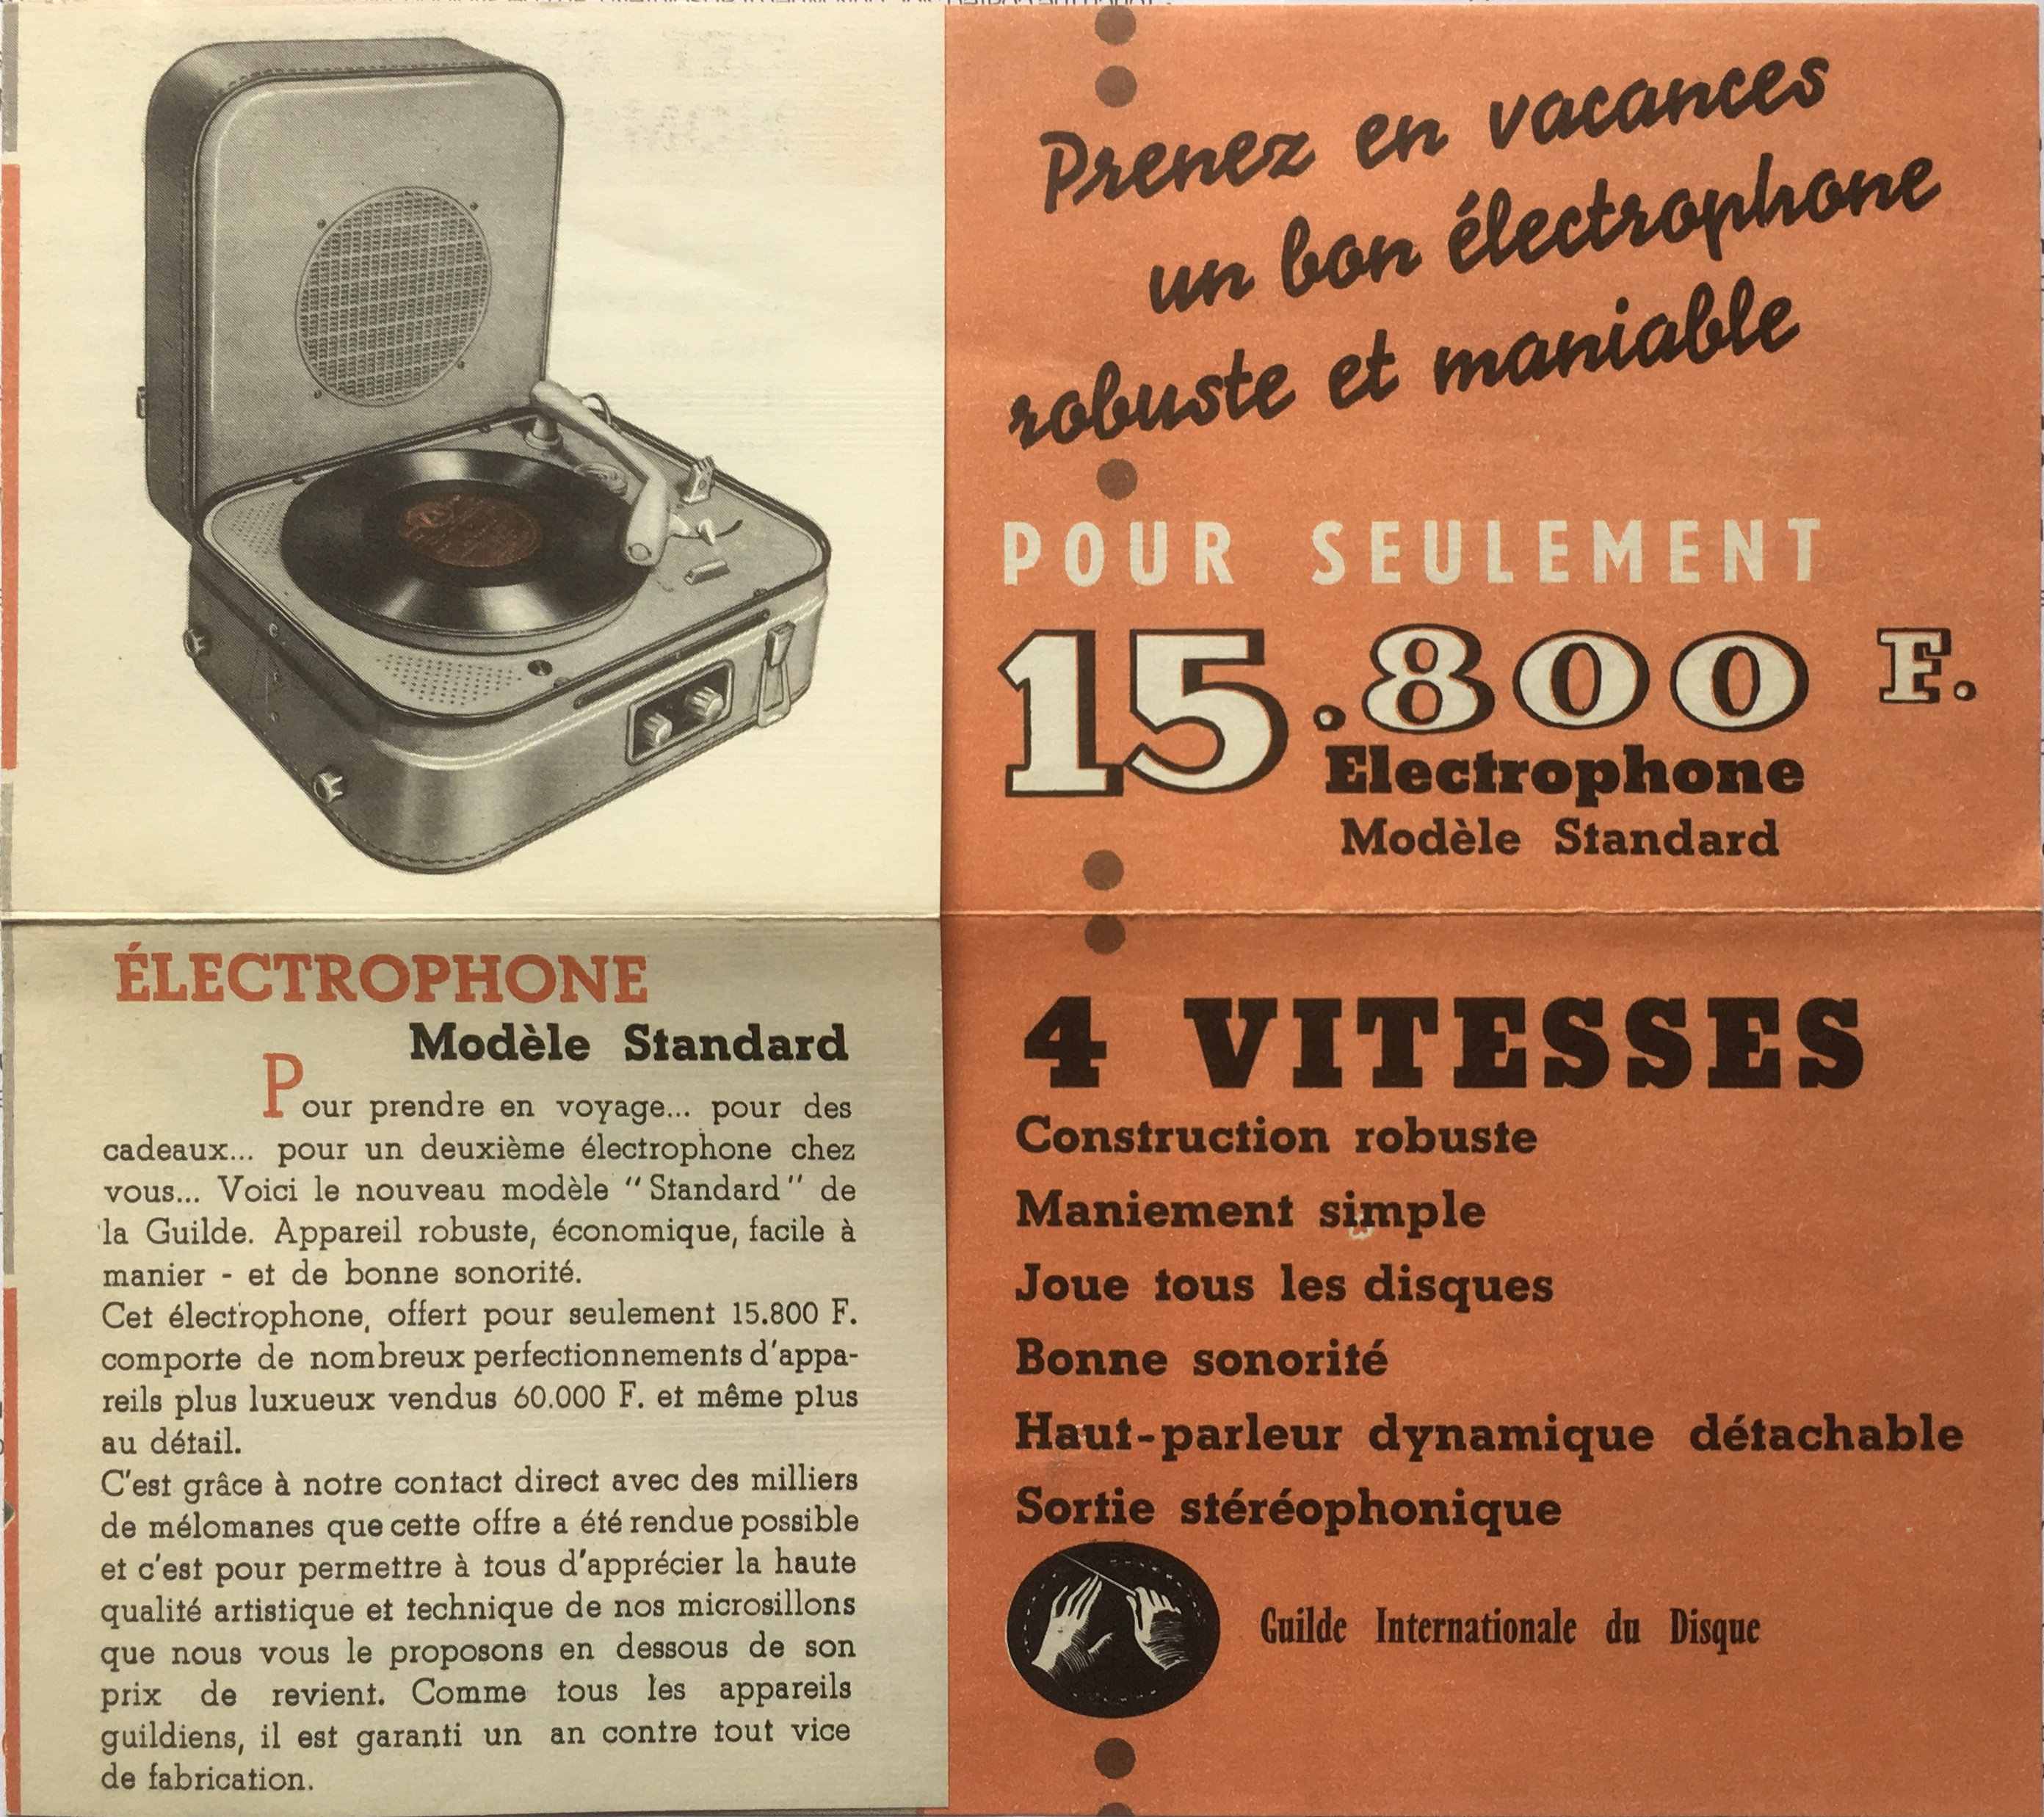 Prenez en vacances
un bon électrophone
robuste et maniable
POUR SEULEMENT
15.800 F.
Electrophone
Modèle Standard
ÉLECTROPHONE
Modèle Standard
Pour prendre en voyage... pour des
cadeaux... pour un deuxième électrophone chez
vous... Voici le nouveau modèle "Standard" de
la Guilde. Appareil robuste, économique, facile à
manier - et de bonne sonorité.
Cet électrophone, offert pour seulement 15.800 F.
comporte de nombreux perfectionnements d'appa-
reils plus luxueux vendus 60.000 F. et même plus
au détail.
C'est grâce à notre contact direct avec des milliers
de mélomanes que cette offre a été rendue possible
et c'est pour permettre à tous d'apprécier la haute
qualité artistique et technique de nos microsillons
que nous vous le proposons en dessous de son
prix de revient. Comme tous les appareils
guildiens, il est garanti un an contre tout vice
de fabrication.
4 VITESSES
Construction robuste
Maniement simple
Joue tous les disques
Bonne sonorité
Haut-parleur dynamique détachable
Sortie stéréophonique
Guilde Internationale du Disque